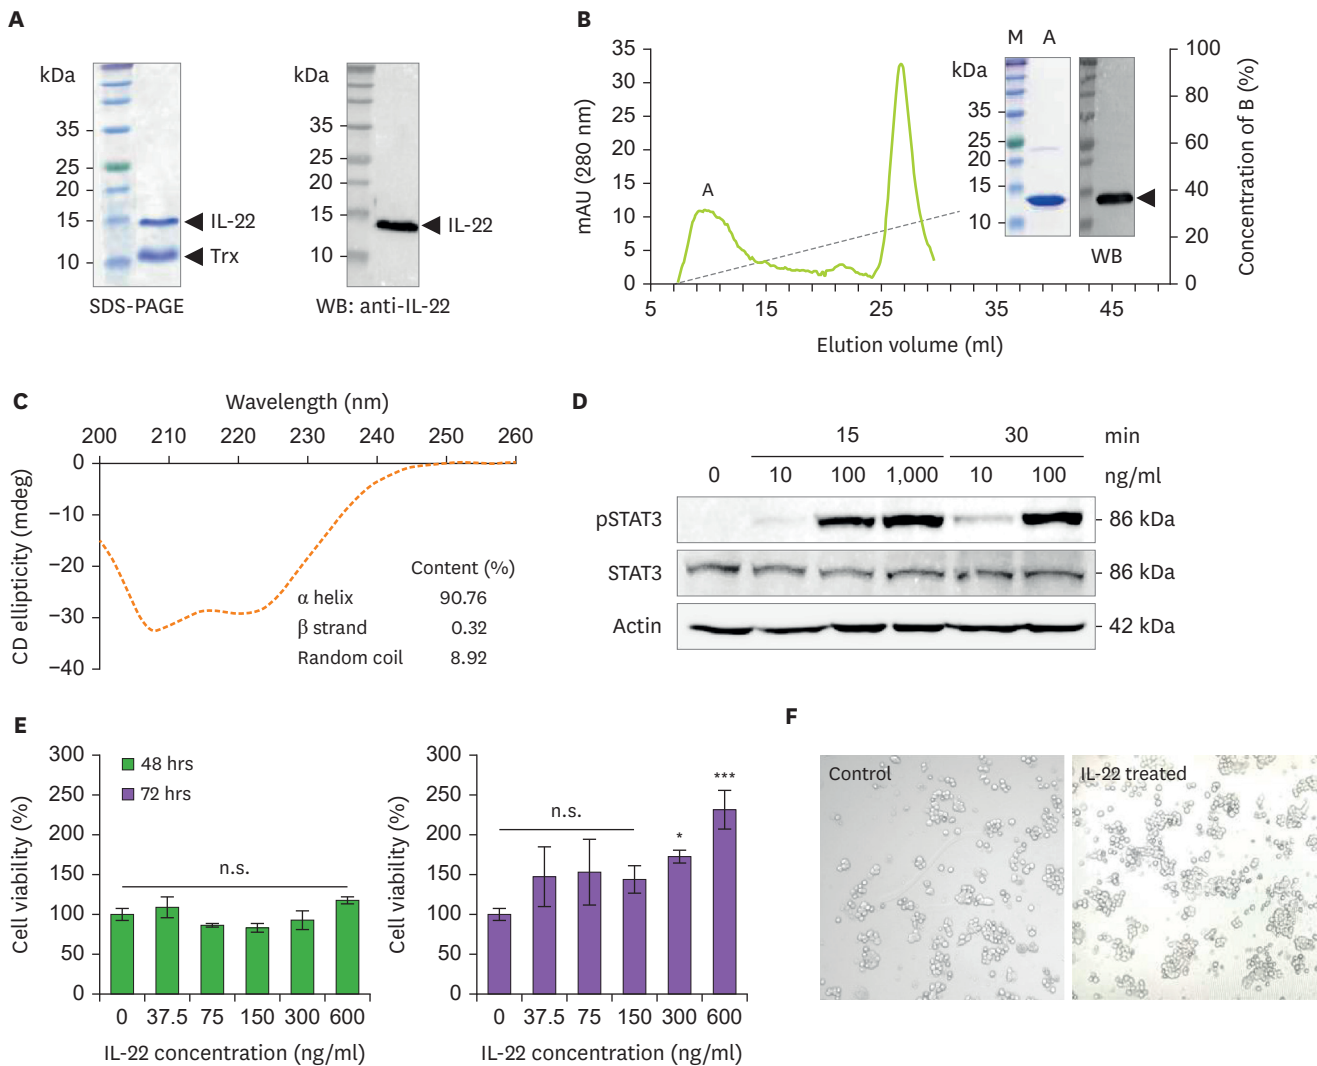 A
kDa
35
25
20
15
10
IL-22
Trx
SDS-PAGE
kDa
35
25
20
15
10
IL-22
WB: anti-IL-22
B
mAU (280 nm)
35
30
25
20
15
10
5
0
A
5
15
25
35
45
Elution volume (ml)
M A
kDa
35
25
20
15
10
WB
100
80
60
40
20
0
Concentration of B (%)
C
Wavelength (nm)
200 210 220 230 240 250 260
0
−10
−20
−30
−40
CD ellipticity (mdeg)
Content (%)
α helix 90.76
β strand 0.32
Random coil 8.92
D
15 30 min
0 10 100 1,000 10 100 ng/ml
pSTAT3 86 kDa
STAT3 86 kDa
Actin 42 kDa
E
Cell viability (%)
300
250
200
150
100
50
0
48 hrs
72 hrs
n.s.
0 37.5 75 150 300 600
IL-22 concentration (ng/ml)
Cell viability (%)
300
250
200
150
100
50
0
n.s.
*
***
0 37.5 75 150 300 600
IL-22 concentration (ng/ml)
F
Control
IL-22 treated